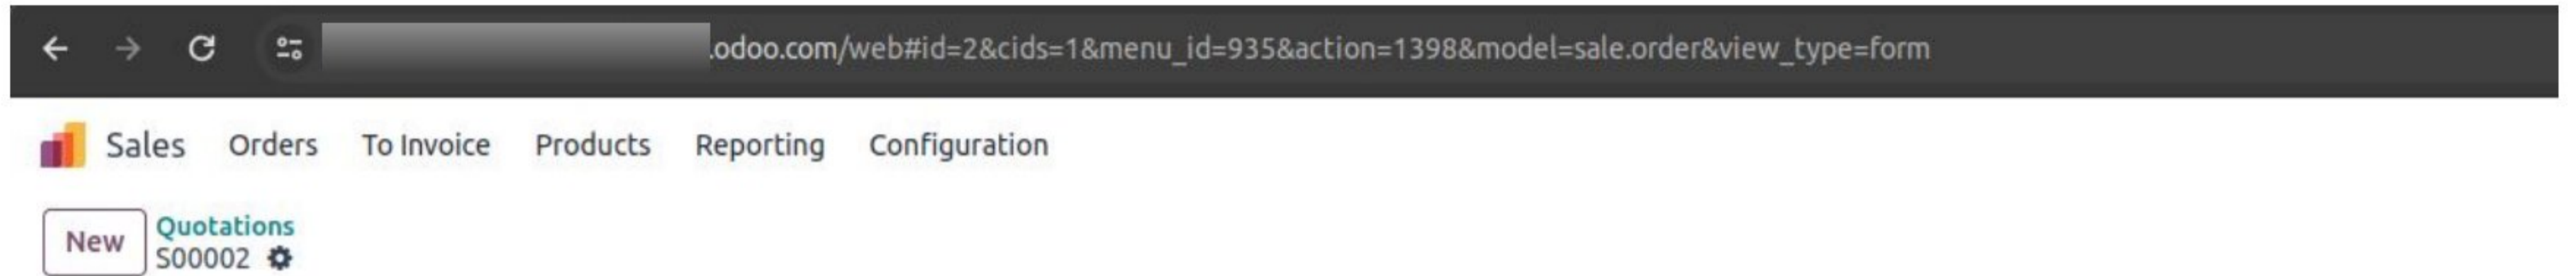 .odoo.com/web#id=2&cids=1&menu_id=935&action=1398&model=sale.order&view_type=form
Sales Orders To Invoice Products Reporting Configuration
New Quotations
S00002